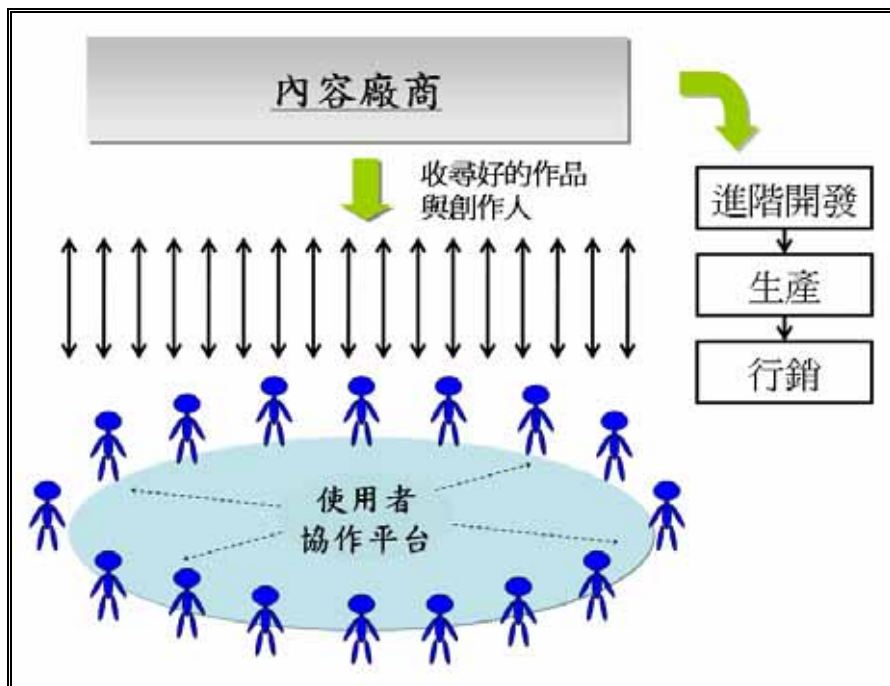 內容廠商
收尋好的作品
與創作人
進階開發
生產
行銷
使用者
協作平台